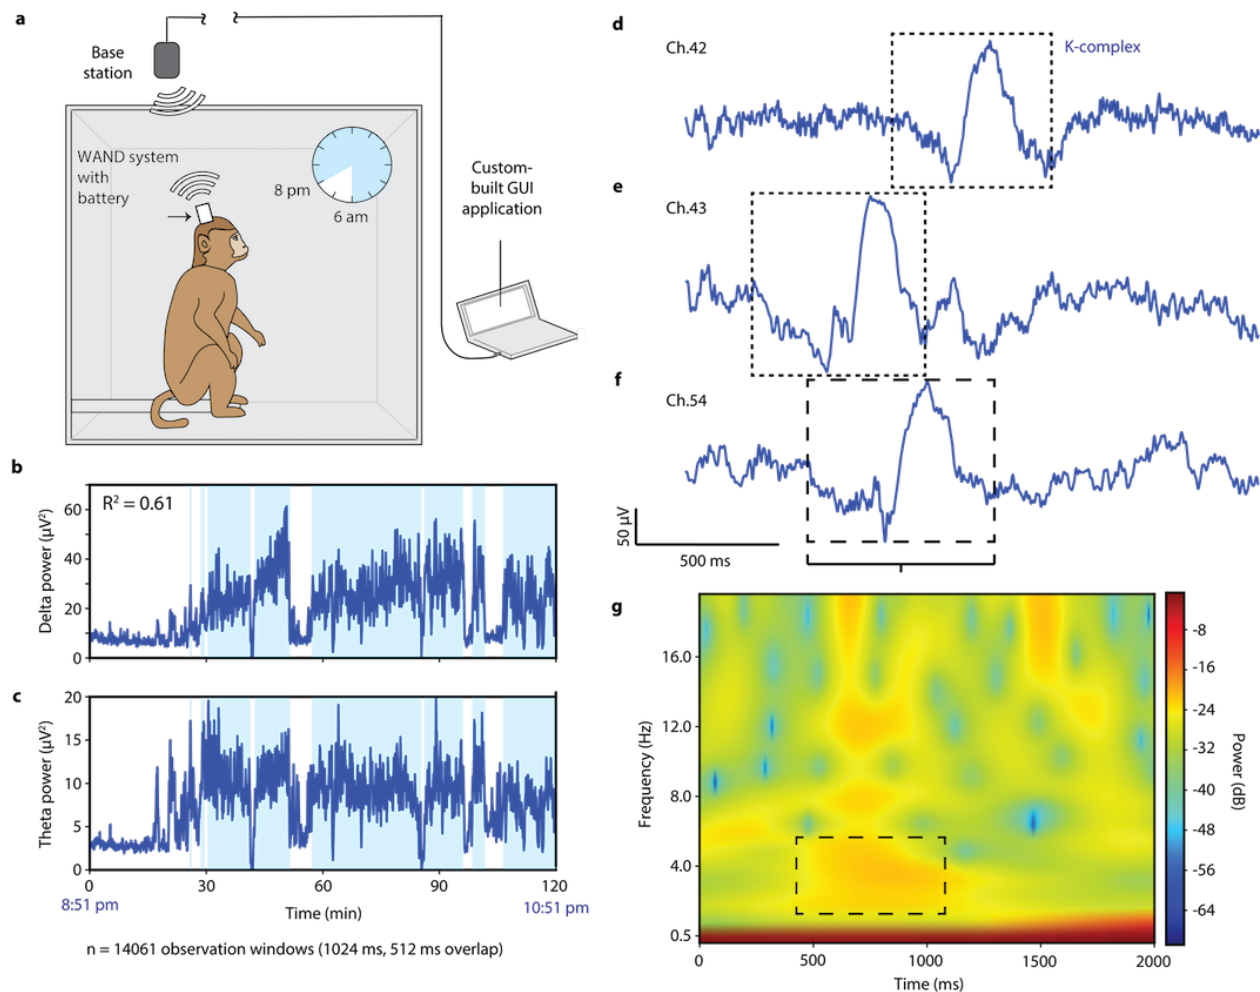 a
Base
station
WAND system
with
battery
8 pm
6 am
Custom-
built GUI
application
b
R² = 0.61
Delta power (µV²)
60
40
20
0
c
Theta power (µV²)
20
15
10
5
0
0
30
60
90
120
8:51 pm
Time (min)
10:51 pm
n = 14061 observation windows (1024 ms, 512 ms overlap)
d
Ch.42
K-complex
e
Ch.43
f
Ch.54
50 µV
500 ms
g
Frequency (Hz)
16.0
12.0
8.0
4.0
0.5
0
500
1000
1500
2000
Time (ms)
-8
-16
-24
-32
-40
-48
-56
-64
Power (dB)